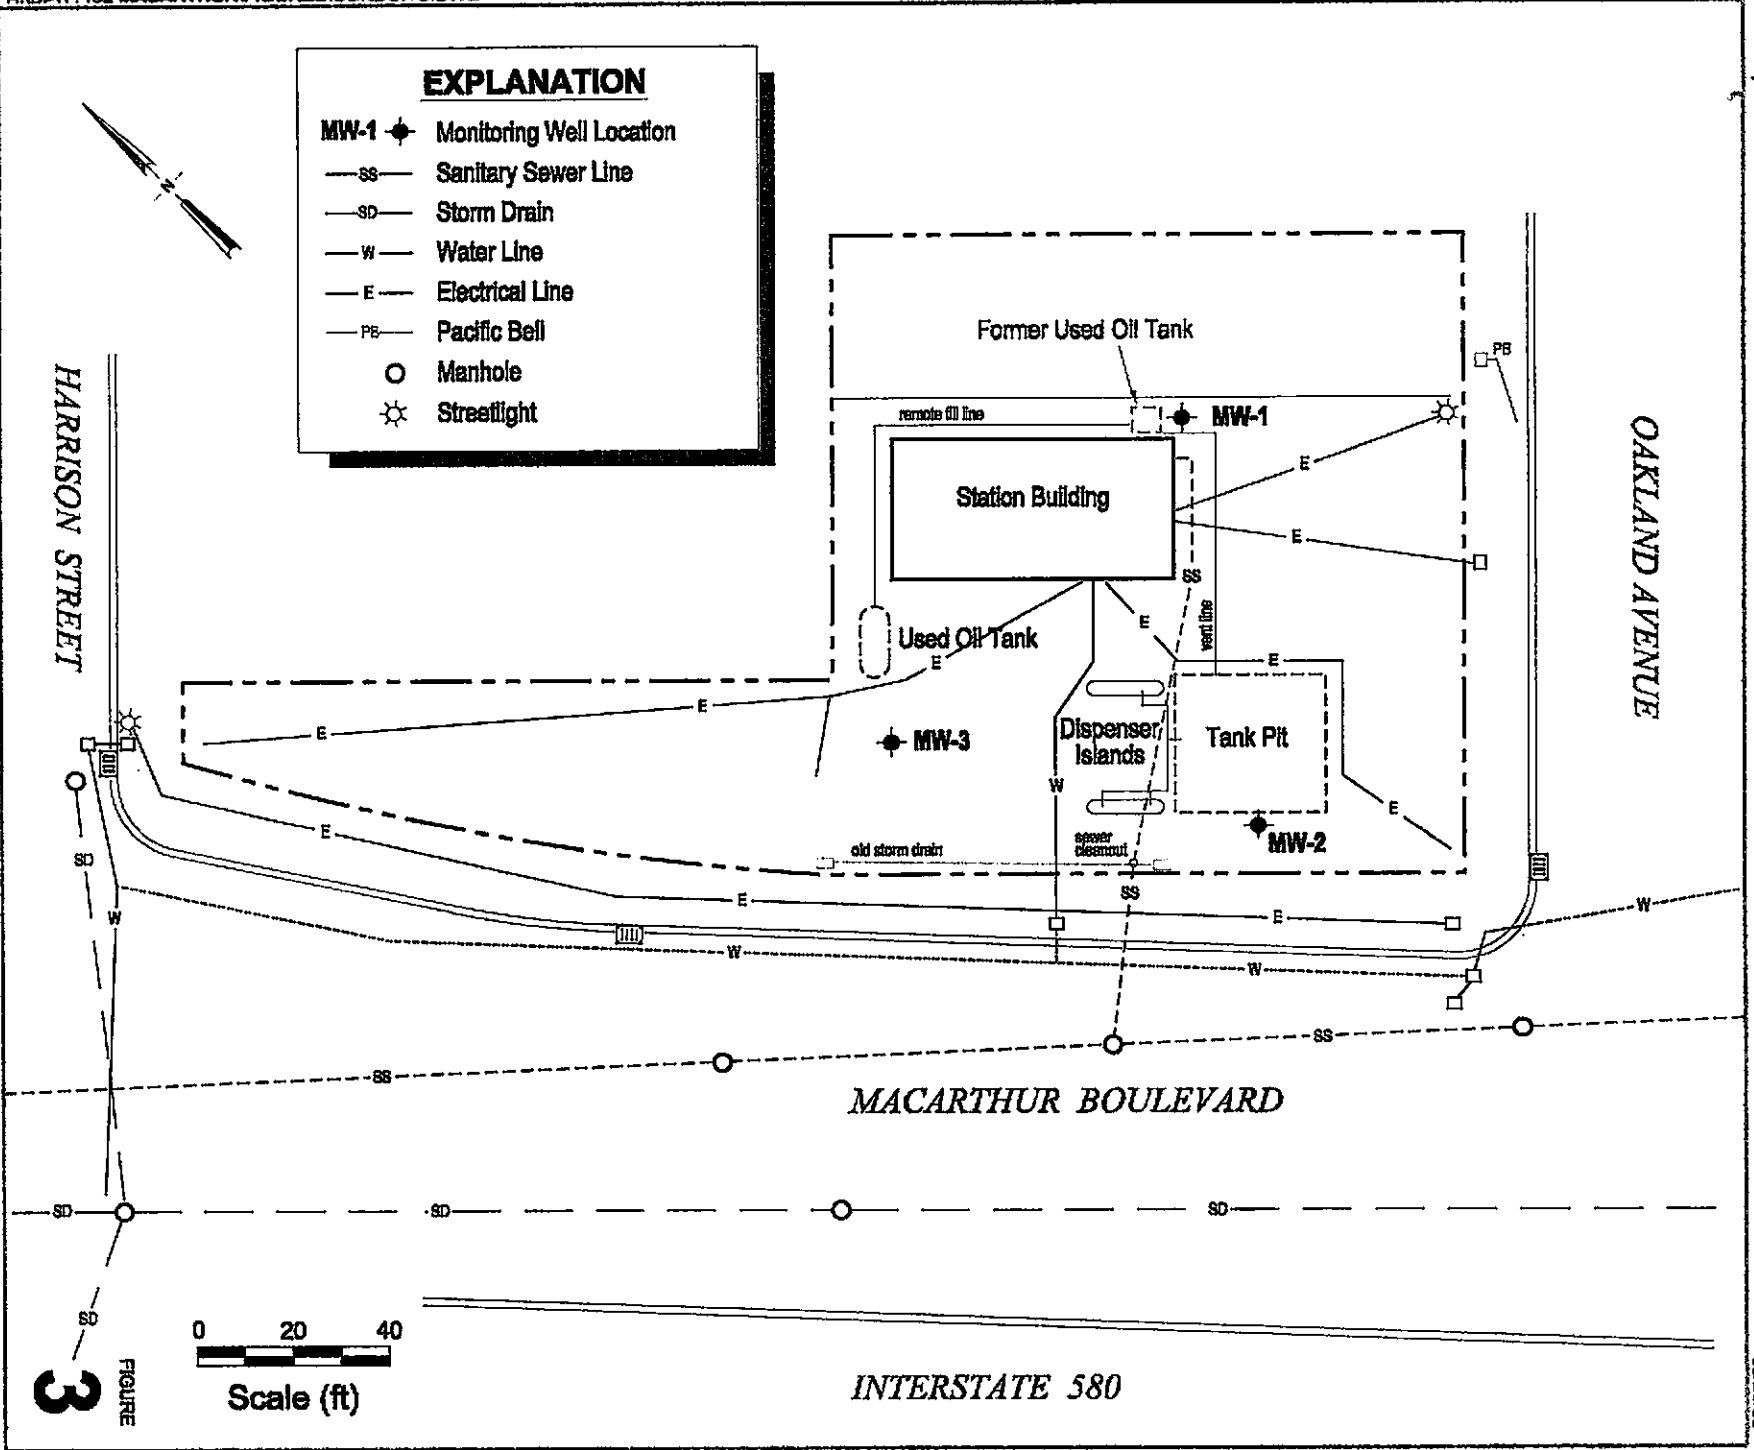 EXPLANATION
MW-1 Monitoring Well Location
SS Sanitary Sewer Line
SD Storm Drain
W Water Line
E Electrical Line
PB Pacific Bell
Manhole
Streetlight
N
HARRISON STREET
OAKLAND AVENUE
Former Used Oil Tank
PB
remote fill line
MW-1
E
Station Building
E
SS
E
vent line
Used Oil Tank
E
E
E
E
MW-3
Dispenser
Islands
Tank Pit
W
E
E
MW-2
SD
old storm drain
sewer
cleanout
SS
E
E
W
W
W
W
SS
SS
MACARTHUR BOULEVARD
SD
SD
SD
SD
0 20 40
Scale (ft)
INTERSTATE 580
FIGURE
3